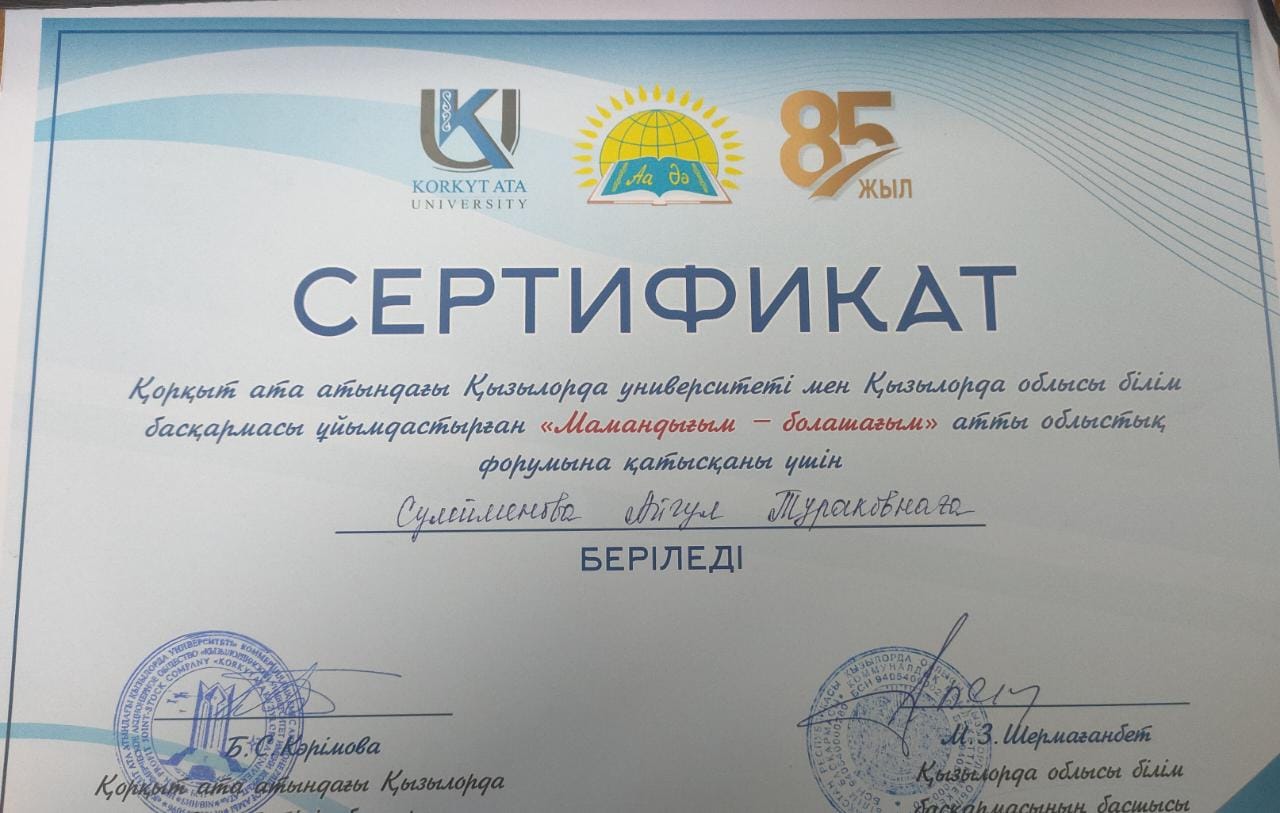 KORKYT ATA
UNIVERSITY
Аа Әә
85
ЖЫЛ
СЕРТИФИКАТ
Қорқыт ата атындағы Қызылорда университеті мен Қызылорда облысы білім
басқармасы ұйымдастырған «Мамандығым – болашағым» атты облыстық
форумына қатысқаны үшін
Сулейменова Айгул Тураковнаға
БЕРІЛЕДІ
Б.С.Кәрімова
Қорқыт ата атындағы Қызылорда
М.З.Шермағанбет
Қызылорда облысы білім
басқармасының басшысы